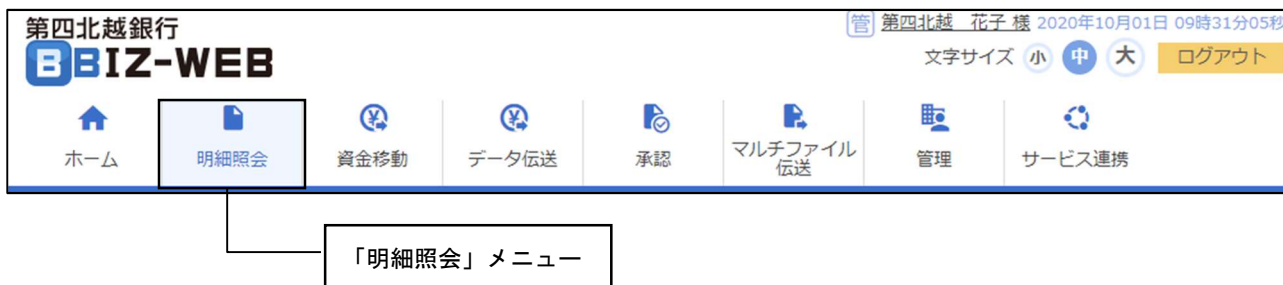 第四北越銀行
BBIZ-WEB
管 第四北越 花子 様 2020年10月01日 09時31分05秒
文字サイズ 小 中 大 ログアウト
ホーム
明細照会
資金移動
データ伝送
承認
マルチファイル
伝送
管理
サービス連携
「明細照会」メニュー